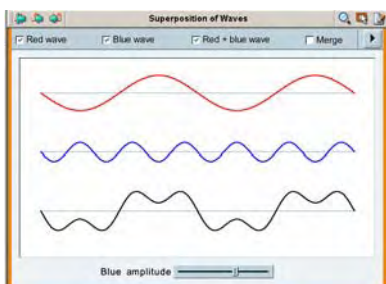 Superposition of Waves
Red wave Blue wave Red + blue wave Merge
Blue amplitude